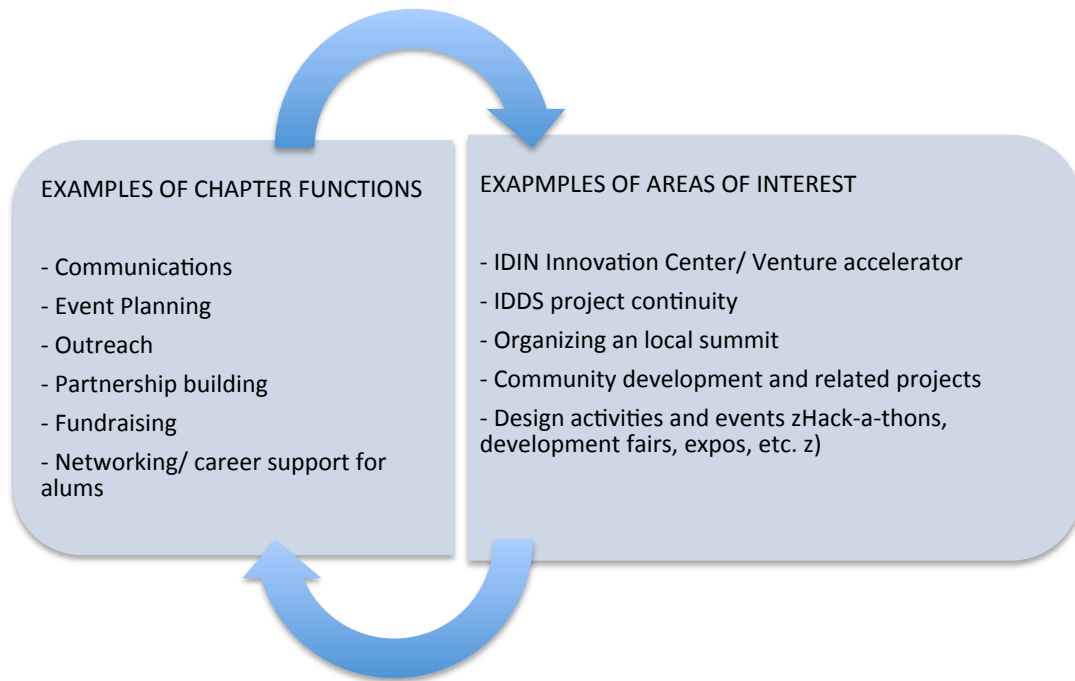 EXAMPLES OF CHAPTER FUNCTIONS
- Communications
- Event Planning
- Outreach
- Partnership building
- Fundraising
- Networking/ career support for
alums
EXAPMPLES OF AREAS OF INTEREST
- IDIN Innovation Center/ Venture accelerator
- IDDS project continuity
- Organizing an local summit
- Community development and related projects
- Design activities and events zHack-a-thons,
development fairs, expos, etc. z)